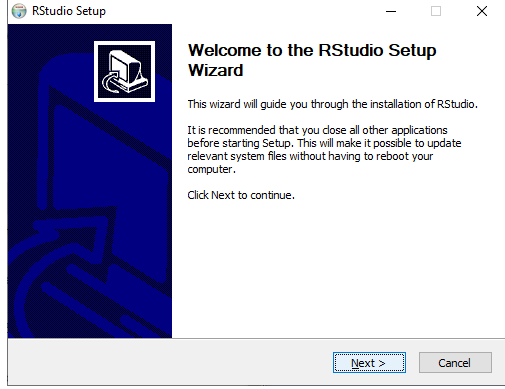 RStudio Setup
Welcome to the RStudio Setup
Wizard
This wizard will guide you through the installation of RStudio.
It is recommended that you close all other applications
before starting Setup. This will make it possible to update
relevant system files without having to reboot your
computer.
Click Next to continue.
Next >
Cancel